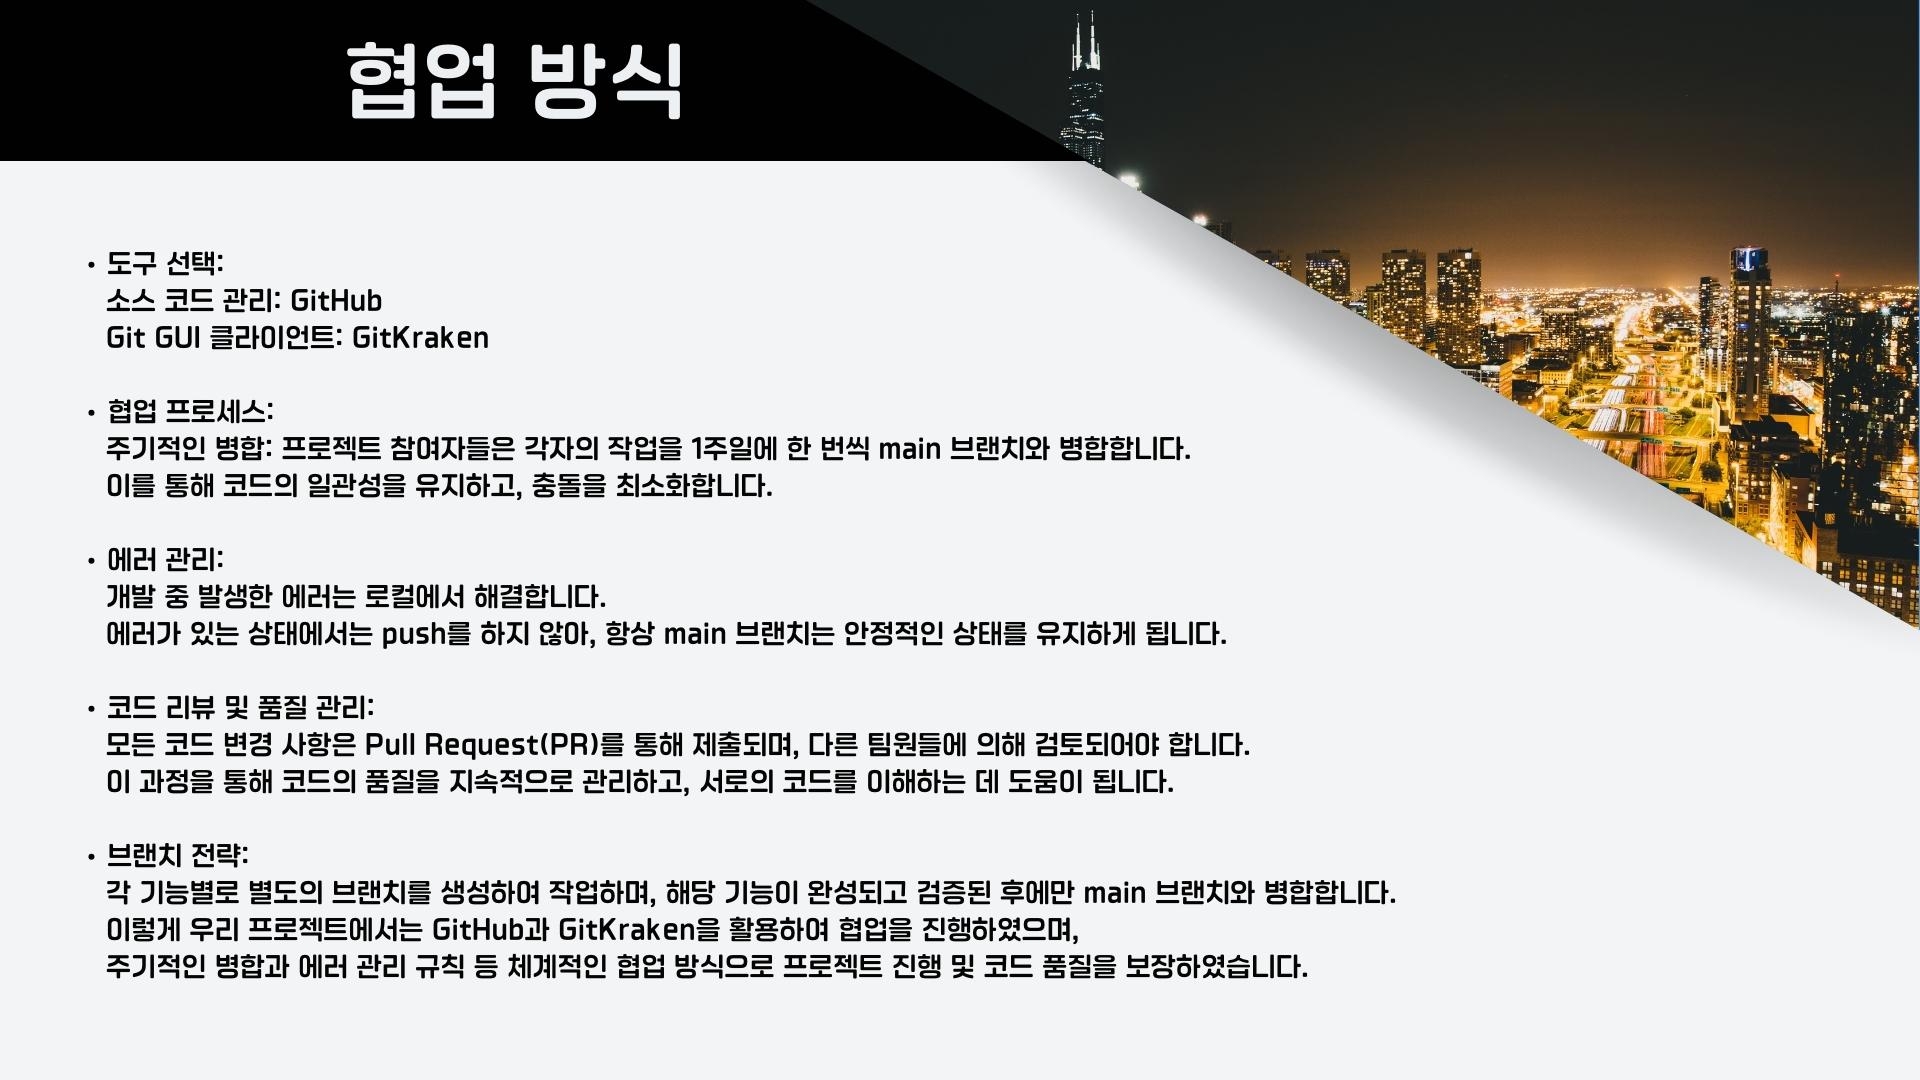 협업 방식
• 도구 선택:
소스 코드 관리: GitHub
Git GUI 클라이언트: GitKraken
• 협업 프로세스:
주기적인 병합: 프로젝트 참여자들은 각자의 작업을 1주일에 한 번씩 main 브랜치와 병합합니다.
이를 통해 코드의 일관성을 유지하고, 충돌을 최소화합니다.
• 에러 관리:
개발 중 발생한 에러는 로컬에서 해결합니다.
에러가 있는 상태에서는 push를 하지 않아, 항상 main 브랜치는 안정적인 상태를 유지하게 됩니다.
• 코드 리뷰 및 품질 관리:
모든 코드 변경 사항은 Pull Request(PR)를 통해 제출되며, 다른 팀원들에 의해 검토되어야 합니다.
이 과정을 통해 코드의 품질을 지속적으로 관리하고, 서로의 코드를 이해하는 데 도움이 됩니다.
• 브랜치 전략:
각 기능별로 별도의 브랜치를 생성하여 작업하며, 해당 기능이 완성되고 검증된 후에만 main 브랜치와 병합합니다.
이렇게 우리 프로젝트에서는 GitHub과 GitKraken을 활용하여 협업을 진행하였으며,
주기적인 병합과 에러 관리 규칙 등 체계적인 협업 방식으로 프로젝트 진행 및 코드 품질을 보장하였습니다.